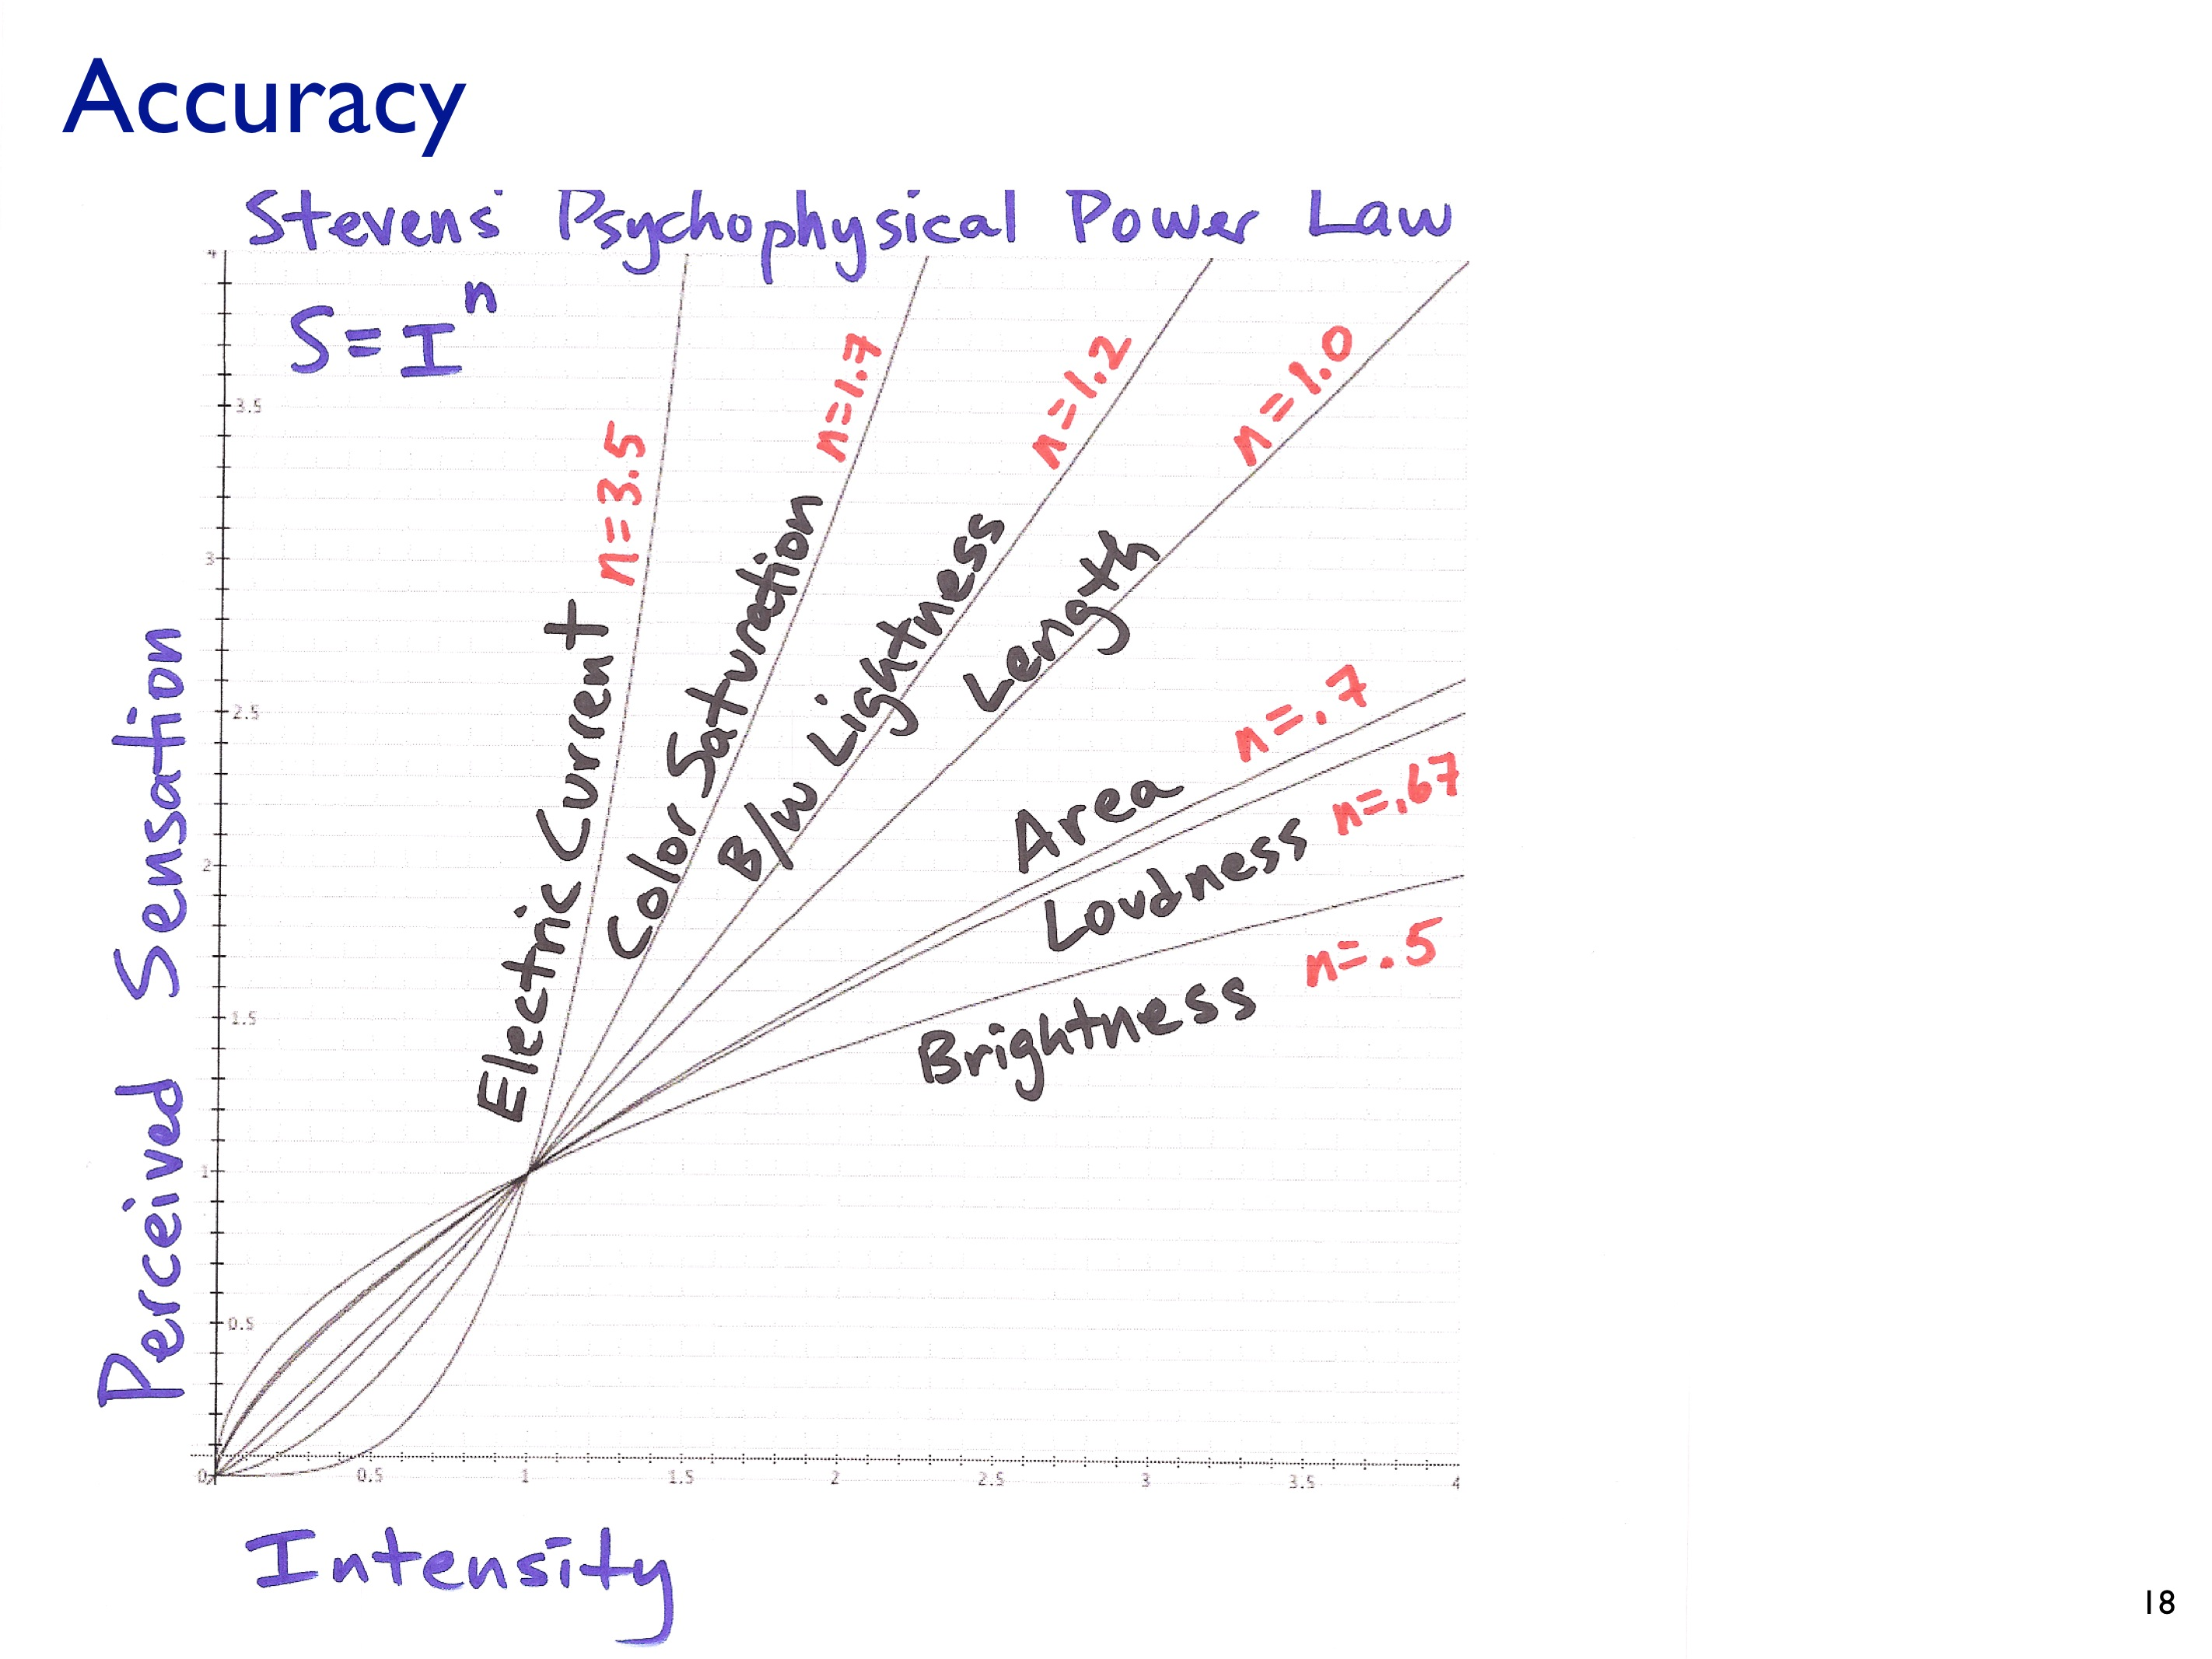 Accuracy
Stevens' Psychophysical Power Law
S=Iⁿ
Perceived Sensation
4
3.5
3
2.5
2
1.5
1
0.5
0
Electric Current n=3.5
Color Saturation n=1.7
B/W Lightness n=1.2
Length n=1.0
Area n=.7
Loudness n=.67
Brightness n=.5
0.5 1 1.5 2 2.5 3 3.5 4
Intensity
18